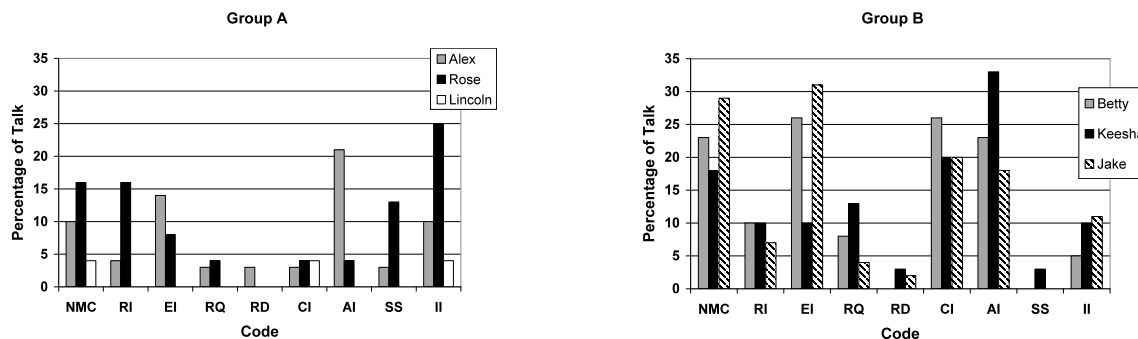 Group A
35
30
25
20
15
10
5
0
Percentage of Talk
NMC RI EI RQ RD CI AI SS II
Code
Alex
Rose
Lincoln
Group B
35
30
25
20
15
10
5
0
Percentage of Talk
NMC RI EI RQ RD CI AI SS II
Code
Betty
Keesha
Jake